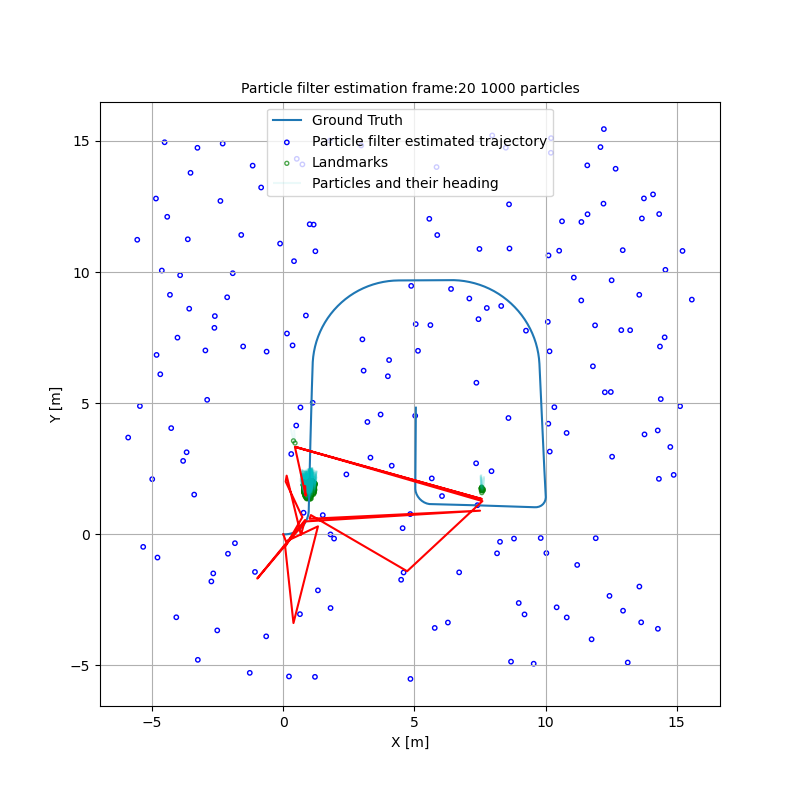 Particle filter estimation frame:20 1000 particles
Ground Truth
Particle filter estimated trajectory
Landmarks
Particles and their heading
15
10
5
0
−5
Y [m]
−5 0 5 10 15
X [m]